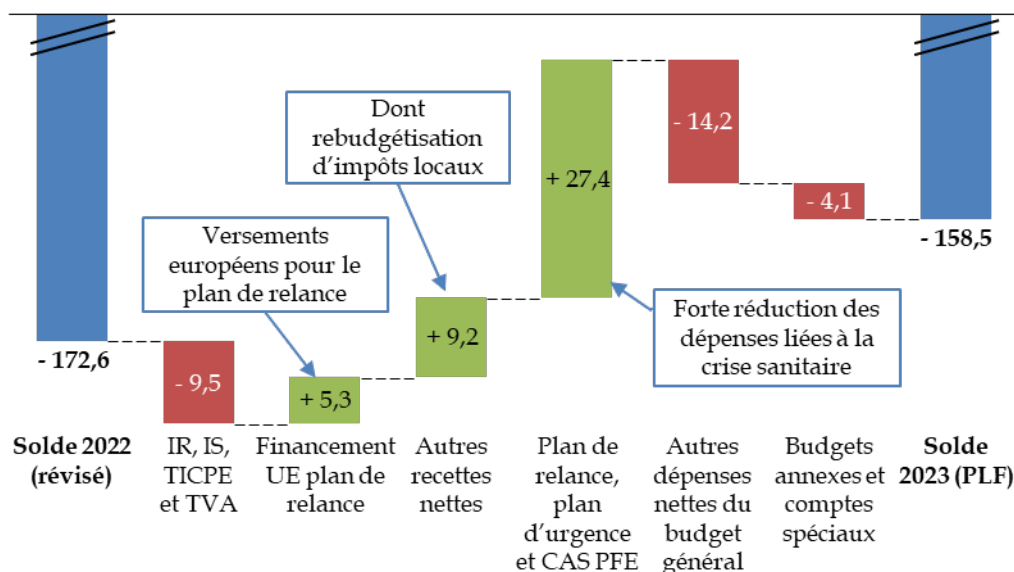 Dont
rebudgétisation
d'impôts locaux
- 14,2
+ 27,4
- 4,1
- 158,5
Versements
européens pour le
plan de relance
Forte réduction des
dépenses liées à la
crise sanitaire
+ 9,2
- 172,6
- 9,5
+ 5,3
Solde 2022
(révisé)
IR, IS,
TICPE
et TVA
Financement
UE plan de
relance
Autres
recettes
nettes
Plan de
relance,
plan
d'urgence
et CAS PFE
Autres
dépenses
nettes du
budget
général
Budgets
annexes et
comptes
spéciaux
Solde
2023 (PLF)